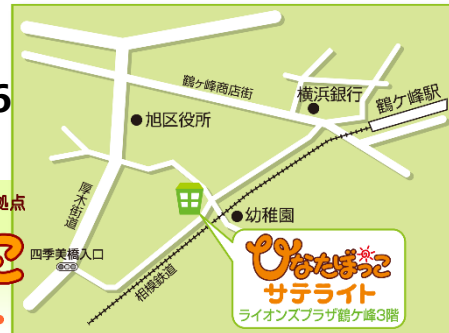 6
鶴ケ峰商店街
横浜銀行
鶴ケ峰駅
旭区役所
拠点
厚木街道
こ
幼稚園
四季美橋入口
相模鉄道
ひなたぼっこ
サテライト
ライオンズプラザ鶴ケ峰3階